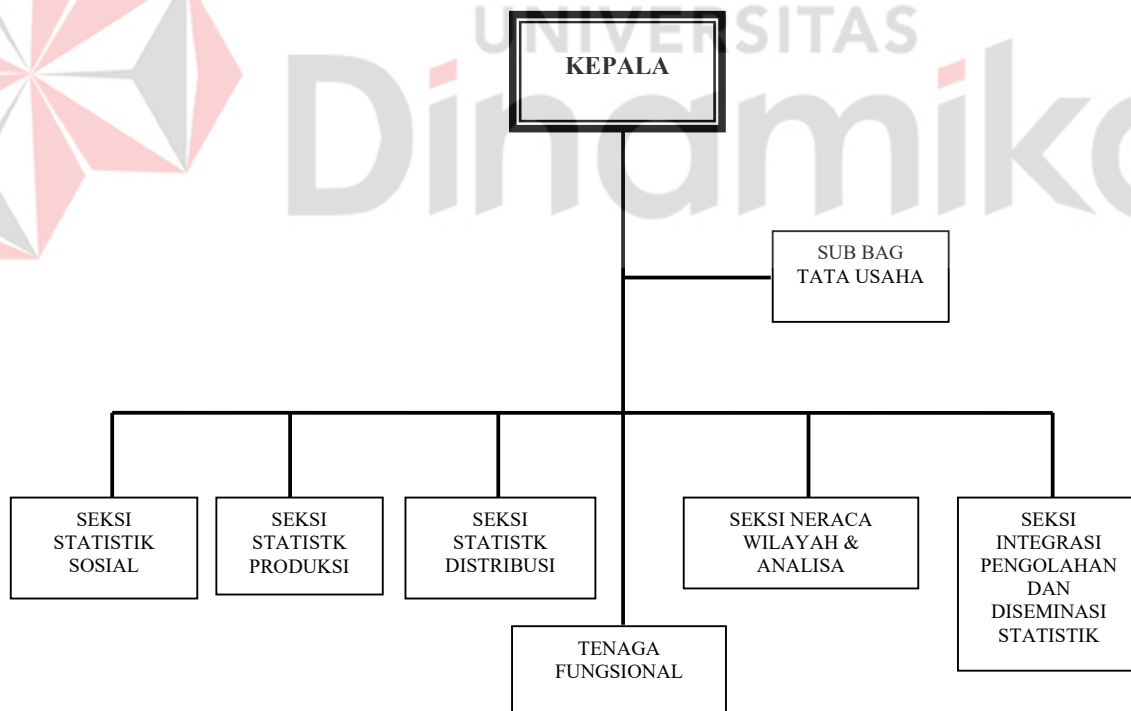 UNIVERSITAS
Dinamika
KEPALA
SUB BAG
TATA USAHA
SEKSI
STATISTIK
SOSIAL
SEKSI
STATISTK
PRODUKSI
SEKSI
STATISTK
DISTRIBUSI
SEKSI NERACA
WILAYAH &
ANALISA
SEKSI
INTEGRASI
PENGOLAHAN
DAN
DISEMINASI
STATISTIK
TENAGA
FUNGSIONAL